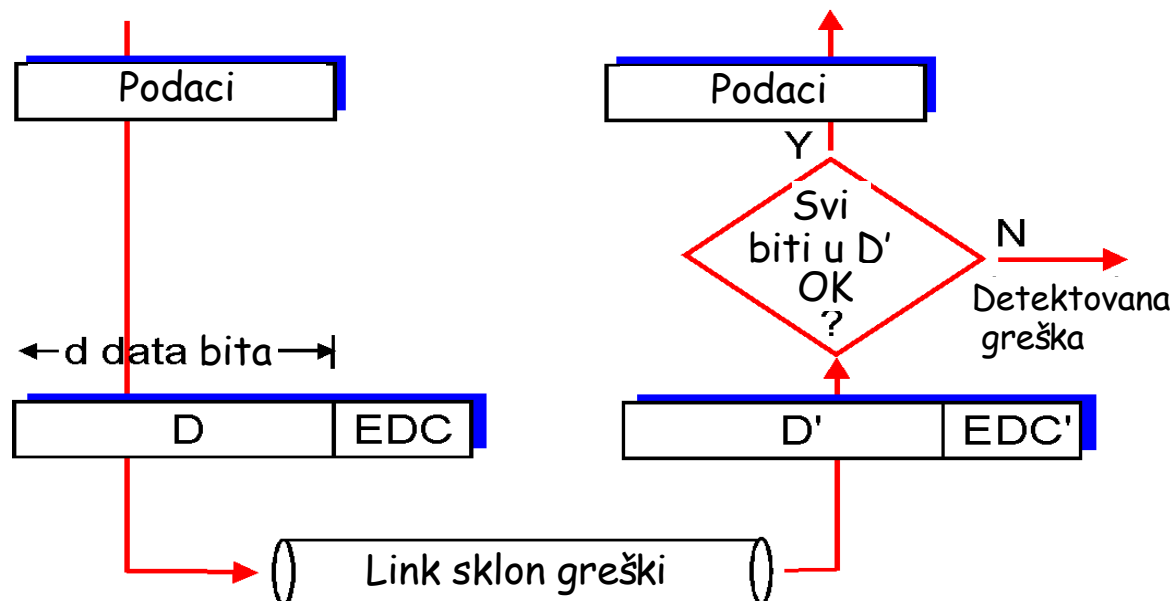 Podaci
Podaci
Y
Svi
biti u D'
OK
?
N
Detektovana
greška
d data bita
D
EDC
D'
EDC'
Link sklon greški